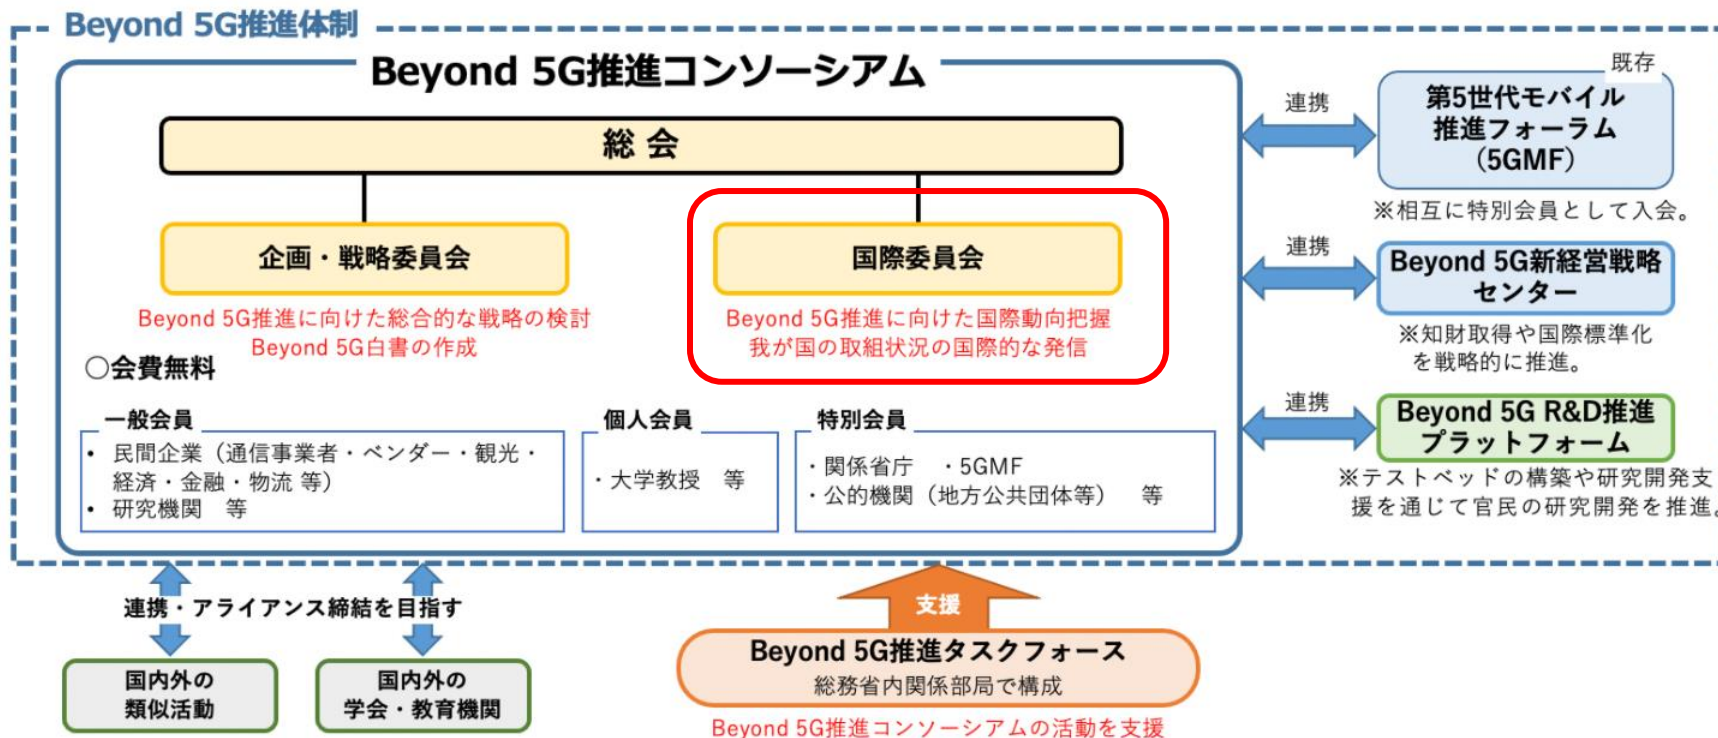 Beyond 5G推進体制
Beyond 5G推進コンソーシアム
総 会
企画・戦略委員会
Beyond 5G推進に向けた総合的な戦略の検討
Beyond 5G白書の作成
国際委員会
Beyond 5G推進に向けた国際動向把握
我が国の取組状況の国際的な発信
○会費無料
一般会員
• 民間企業（通信事業者・ベンダー・観光・
経済・金融・物流 等）
• 研究機関 等
個人会員
・大学教授 等
特別会員
・関係省庁 ・5GMF
・公的機関（地方公共団体等） 等
連携
既存
第5世代モバイル
推進フォーラム
（5GMF）
※相互に特別会員として入会。
連携
Beyond 5G新経営戦略
センター
※知財取得や国際標準化
を戦略的に推進。
連携
Beyond 5G R&D推進
プラットフォーム
※テストベッドの構築や研究開発支
援を通じて官民の研究開発を推進。
連携・アライアンス締結を目指す
国内外の
類似活動
国内外の
学会・教育機関
支援
Beyond 5G推進タスクフォース
総務省内関係部局で構成
Beyond 5G推進コンソーシアムの活動を支援